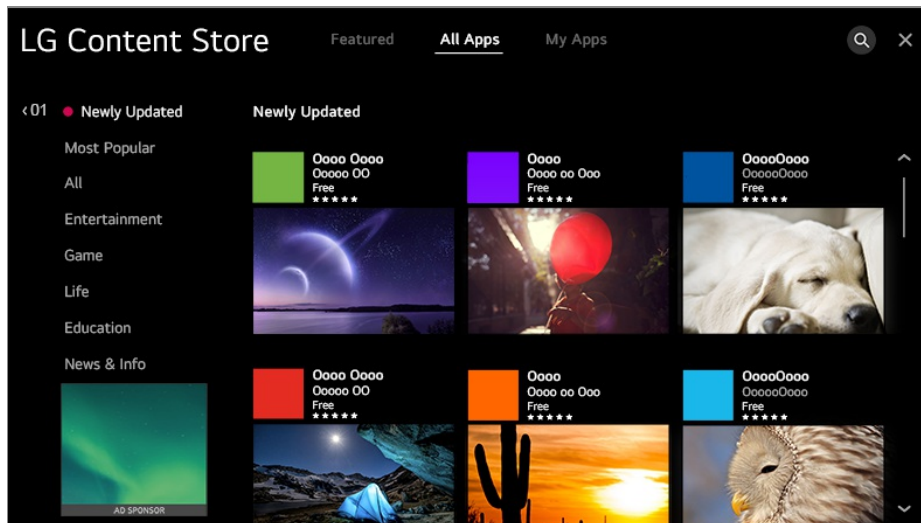 LG Content Store
Featured
All Apps
My Apps
‹01
Newly Updated
Most Popular
All
Entertainment
Game
Life
Education
News & Info
AD SPONSOR
Newly Updated
Oooo Oooo
Ooooo OO
Free
★★★★★
Oooo
Oooo oo Ooo
Free
★★★★★
OoooOooo
OooooOooo
Free
★★★★★
Oooo Oooo
Ooooo OO
Free
★★★★★
Oooo
Oooo oo Ooo
Free
★★★★★
OoooOooo
OooooOooo
Free
★★★★★